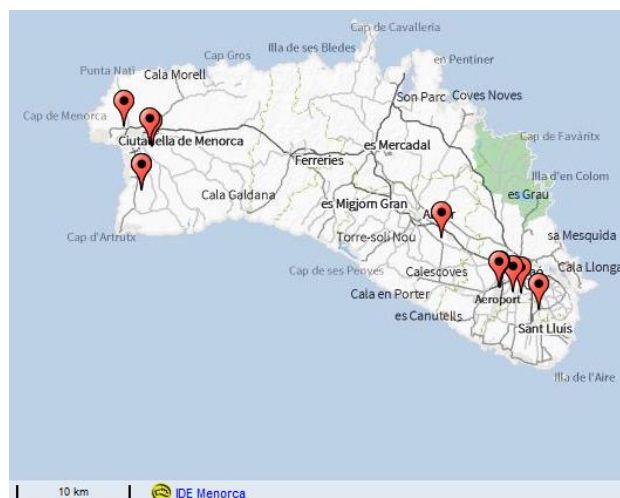 Cap de Cavalleria
Illa de ses Bledes
Cap Gros
en Pentiner
Punta Nati
Cala Morell
Son Parc
Coves Noves
Cap de Menorca
Cap de Favàritx
Ciutadella de Menorca
es Mercadal
Ferreries
Illa d'en Colom
es Grau
Cala Galdana
es Migjorn Gran
sa Mesquida
Torre-solí Nou
Cap d'Artrutx
Cala Llonga
Cap de ses Penyes
Calescoves
Cala en Porter
Aeroport
es Canutells
Sant Lluís
Illa de l'Aire
10 km
IDE Menorca